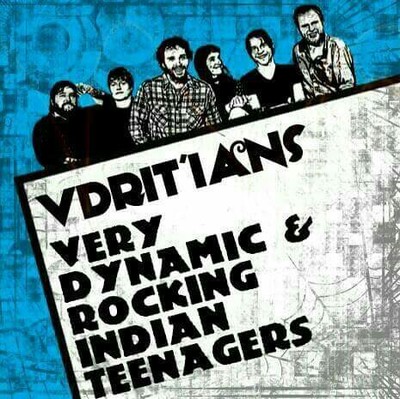 VDRIT'IANS
VERY
DYNAMIC &
ROCKING
INDIAN
TEENAGERS